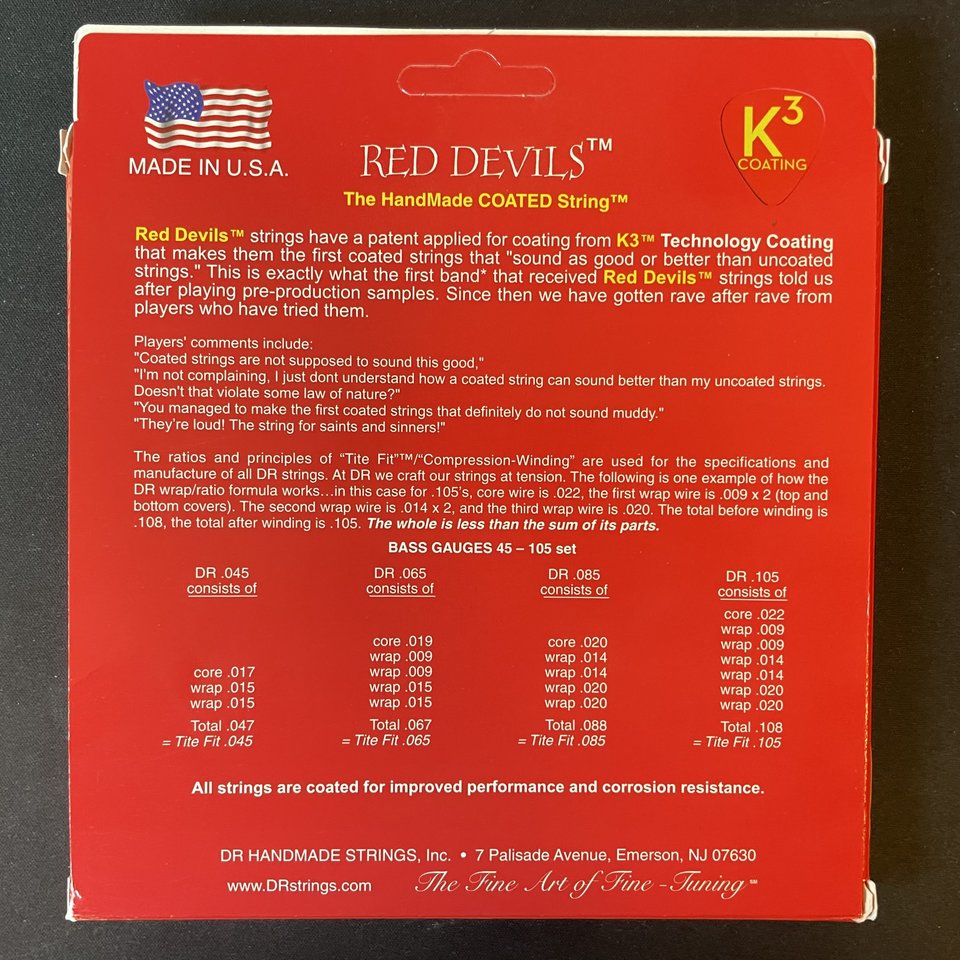 MADE IN U.S.A.
RED DEVILS™
K3
COATING
The HandMade COATED String™
Red Devils™ strings have a patent applied for coating from K3™ Technology Coating
that makes them the first coated strings that "sound as good or better than uncoated
strings." This is exactly what the first band* that received Red Devils™ strings told us
after playing pre-production samples. Since then we have gotten rave after rave from
players who have tried them.
Players' comments include:
"Coated strings are not supposed to sound this good,"
"I'm not complaining, I just dont understand how a coated string can sound better than my uncoated strings.
Doesn't that violate some law of nature?"
"You managed to make the first coated strings that definitely do not sound muddy."
"They're loud! The string for saints and sinners!"
The ratios and principles of “Tite Fit”™/“Compression-Winding” are used for the specifications and
manufacture of all DR strings. At DR we craft our strings at tension. The following is one example of how the
DR wrap/ratio formula works…in this case for .105's, core wire is .022, the first wrap wire is .009 x 2 (top and
bottom covers). The second wrap wire is .014 x 2, and the third wrap wire is .020. The total before winding is
.108, the total after winding is .105. The whole is less than the sum of its parts.
BASS GAUGES 45 – 105 set
DR .045
consists of
core .017
wrap .015
wrap .015
Total .047
= Tite Fit .045
DR .065
consists of
core .019
wrap .009
wrap .009
wrap .015
wrap .015
Total .067
= Tite Fit .065
DR .085
consists of
core .020
wrap .014
wrap .014
wrap .020
wrap .020
Total .088
= Tite Fit .085
DR .105
consists of
core .022
wrap .009
wrap .009
wrap .014
wrap .014
wrap .020
wrap .020
Total .108
= Tite Fit .105
All strings are coated for improved performance and corrosion resistance.
DR HANDMADE STRINGS, Inc. • 7 Palisade Avenue, Emerson, NJ 07630
www.DRstrings.com The Fine Art of Fine-Tuning℠